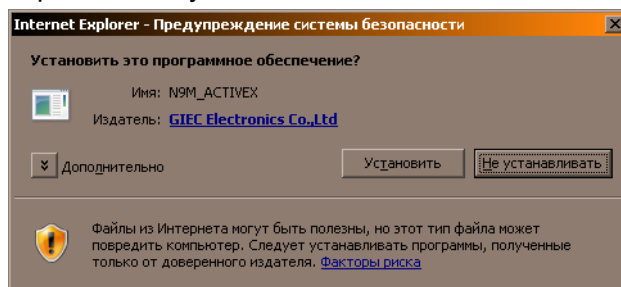 Internet Explorer - Предупреждение системы безопасности
Установить это программное обеспечение?
Имя: N9M_ACTIVEX
Издатель: GIEC Electronics Co.,Ltd
Дополнительно
Установить
Не устанавливать
Файлы из Интернета могут быть полезны, но этот тип файла может
повредить компьютер. Следует устанавливать программы, полученные
только от доверенного издателя. Факторы риска